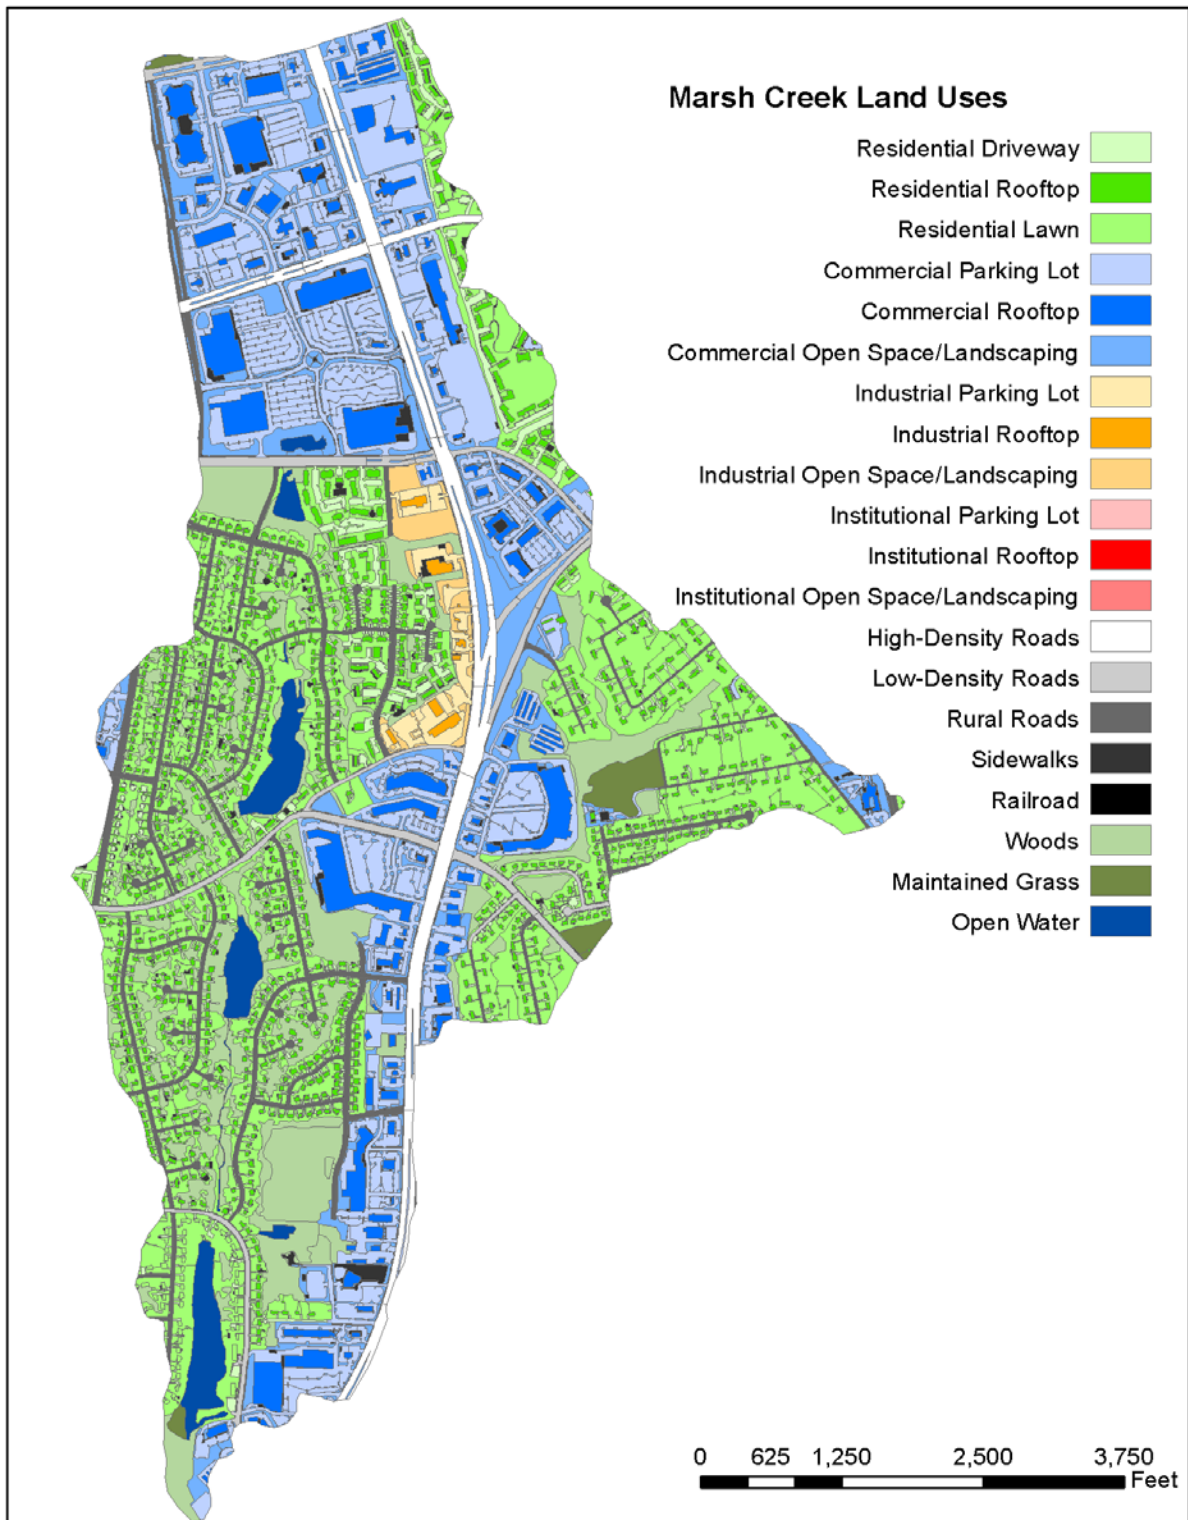 Marsh Creek Land Uses
Residential Driveway
Residential Rooftop
Residential Lawn
Commercial Parking Lot
Commercial Rooftop
Commercial Open Space/Landscaping
Industrial Parking Lot
Industrial Rooftop
Industrial Open Space/Landscaping
Institutional Parking Lot
Institutional Rooftop
Institutional Open Space/Landscaping
High-Density Roads
Low-Density Roads
Rural Roads
Sidewalks
Railroad
Woods
Maintained Grass
Open Water
0 625 1,250 2,500 3,750
Feet